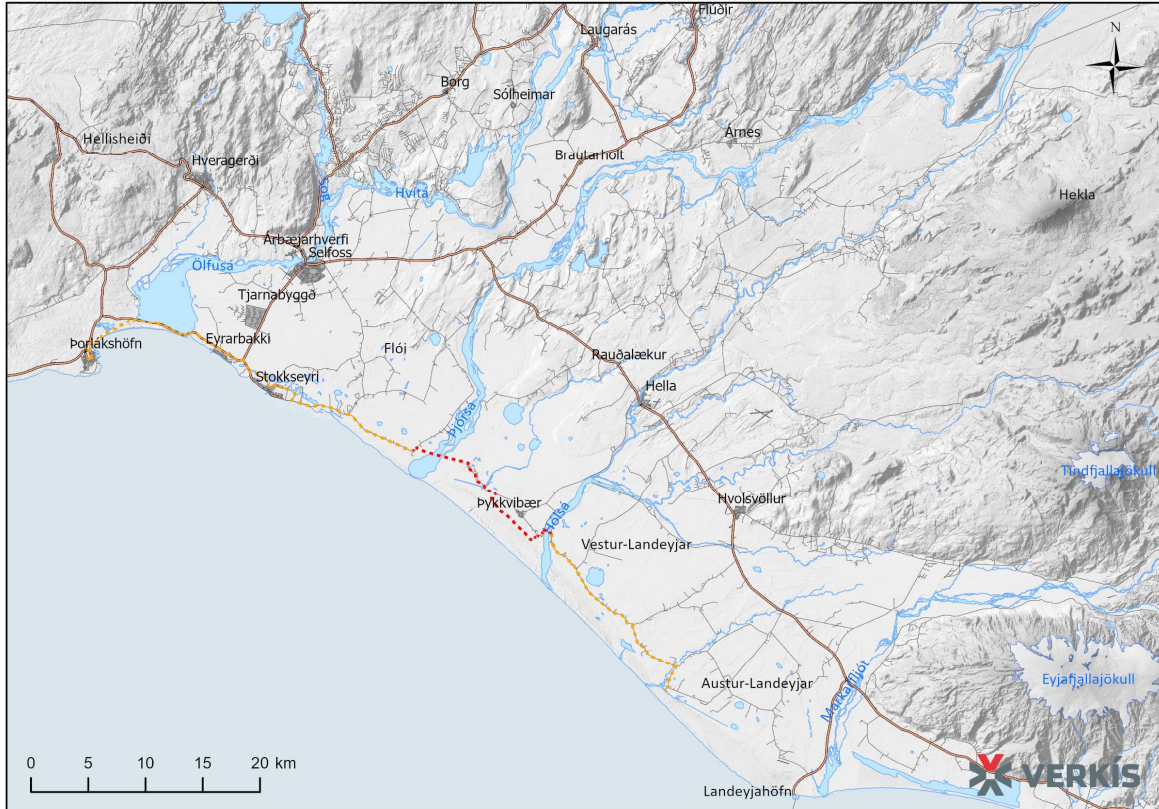 Flúðir
Laugarás
N
Borg
Sólheimar
Hellisheiði
Árnes
Brautarholt
Hveragerði
Sog
Hvítá
Hekla
Árbæjarhverfi
Selfoss
Ölfusá
Tjarnabyggð
Þorlákshöfn
Eyrarbakki
Flói
Rauðalækur
Stokkseyri
Hella
Þjórsá
Tindfjallajökull
Þykkvibær
Hólsá
Hvolsvöllur
Vestur-Landeyjar
Austur-Landeyjar
Markarfljót
Eyjafjallajökull
0 5 10 15 20 km
VERKÍS
Landeyjahöfn